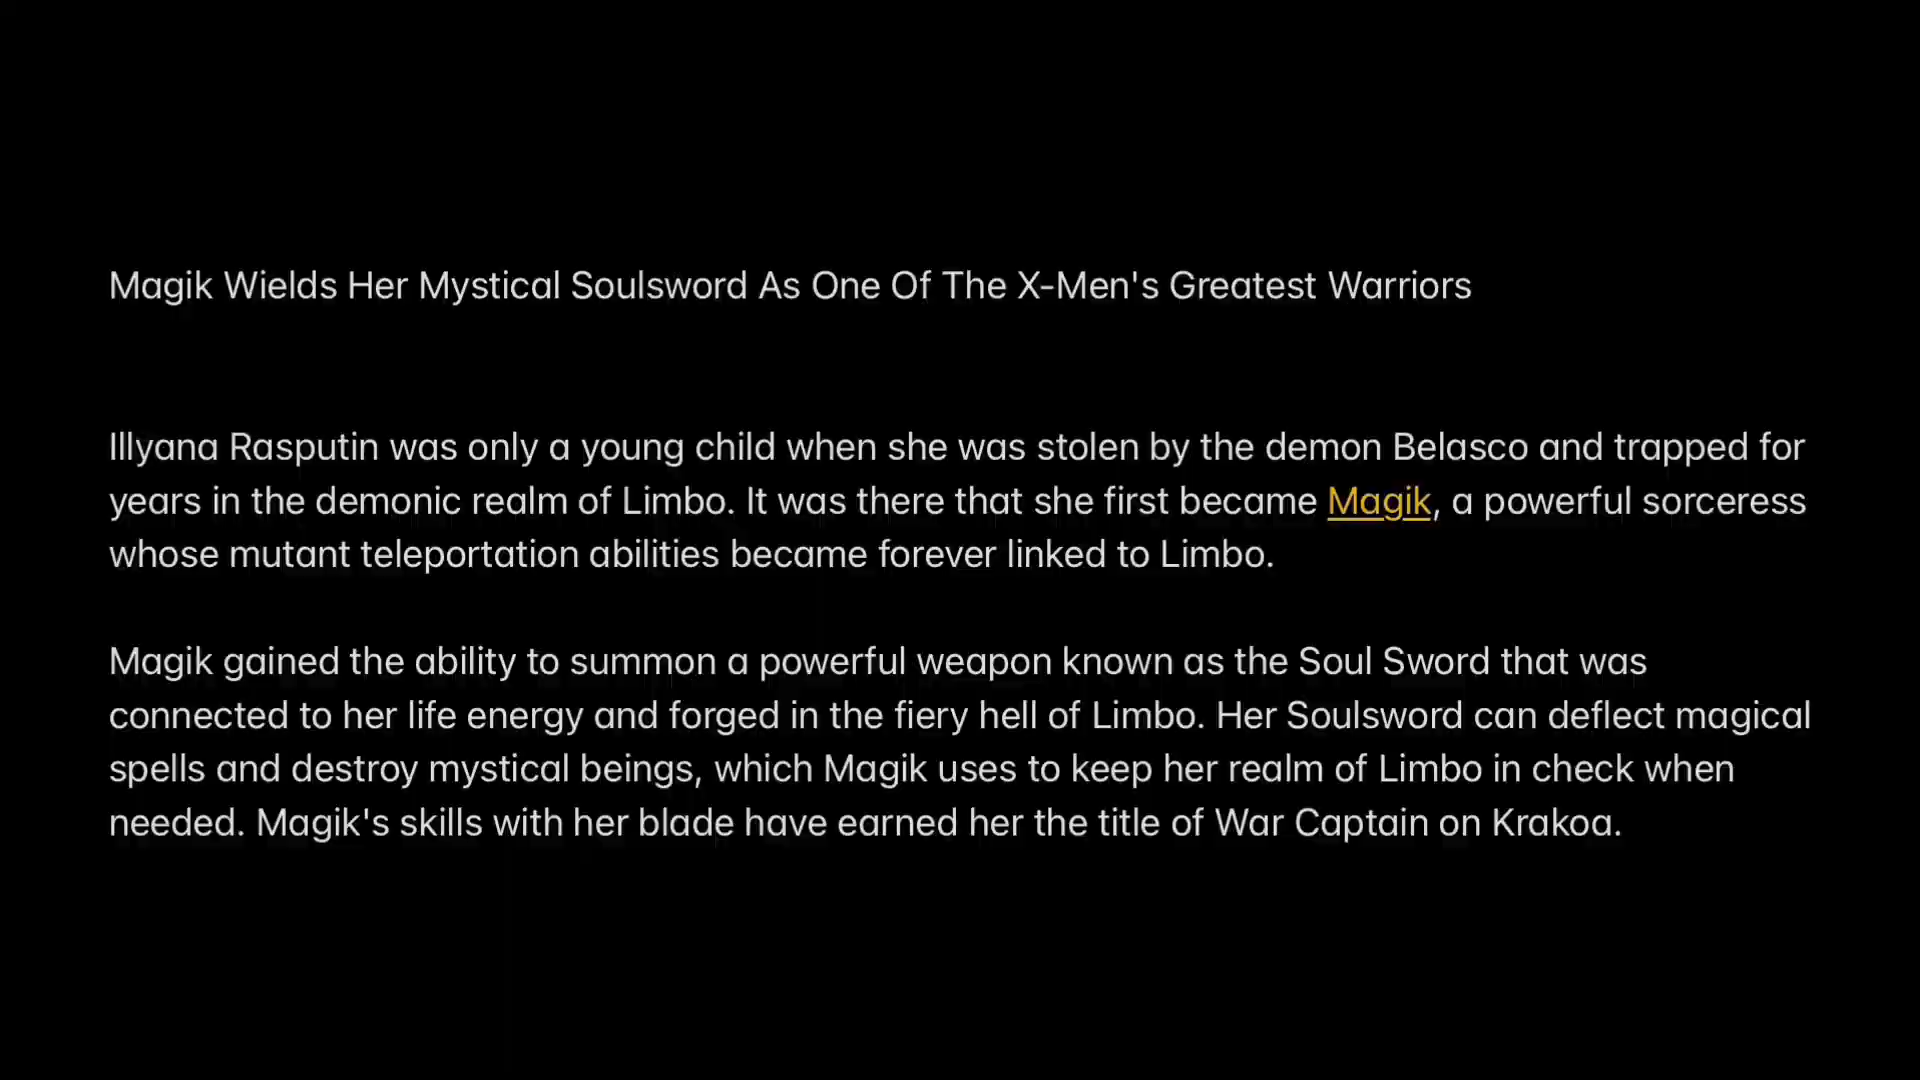 Magik Wields Her Mystical Soulsword As One Of The X-Men's Greatest Warriors
Illyana Rasputin was only a young child when she was stolen by the demon Belasco and trapped for
years in the demonic realm of Limbo. It was there that she first became Magik, a powerful sorceress
whose mutant teleportation abilities became forever linked to Limbo.
Magik gained the ability to summon a powerful weapon known as the Soul Sword that was
connected to her life energy and forged in the fiery hell of Limbo. Her Soulsword can deflect magical
spells and destroy mystical beings, which Magik uses to keep her realm of Limbo in check when
needed. Magik's skills with her blade have earned her the title of War Captain on Krakoa.